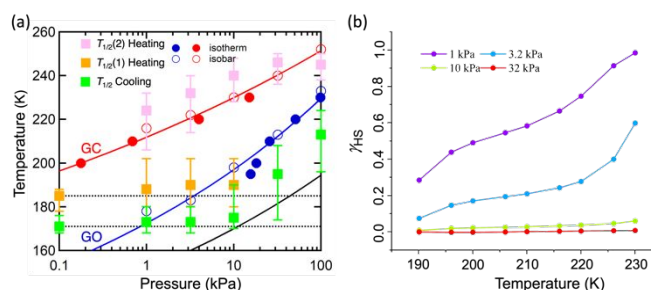 (a)
T1/2(2) Heating
T1/2(1) Heating
T1/2 Cooling
isotherm
isobar
GC
GO
Temperature (K)
260
240
220
200
180
160
0.1
1
10
100
Pressure (kPa)
(b)
1 kPa
3.2 kPa
10 kPa
32 kPa
γHS
1.0
0.8
0.6
0.4
0.2
0.0
190
200
210
220
230
Temperature (K)